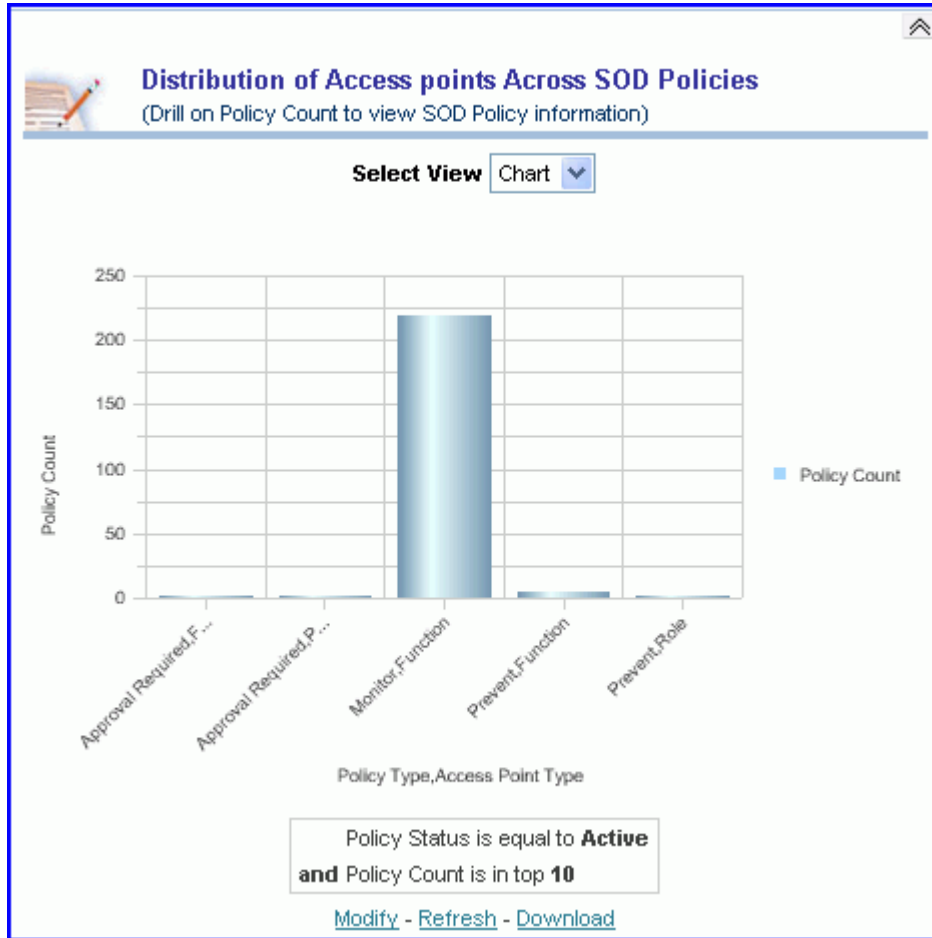 Distribution of Access points Across SOD Policies
(Drill on Policy Count to view SOD Policy information)
Select View Chart
250
200
150
100
50
0
Policy Count
Policy Count
Approval Required,F...
Approval Required,P...
Monitor,Function
Prevent,Function
Prevent,Role
Policy Type,Access Point Type
Policy Status is equal to Active
and Policy Count is in top 10
Modify - Refresh - Download